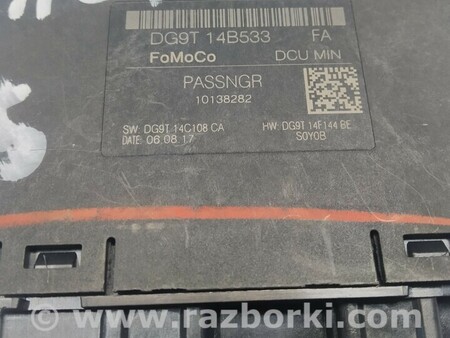 DG9T 14B533 FA
FoMoCo DCU MIN
PASSNGR
10138282
SW: DG9T 14C108 CA HW: DG9T 14F144 BE
DATE: 06.08.17 S0Y0B
© www.razborki.com